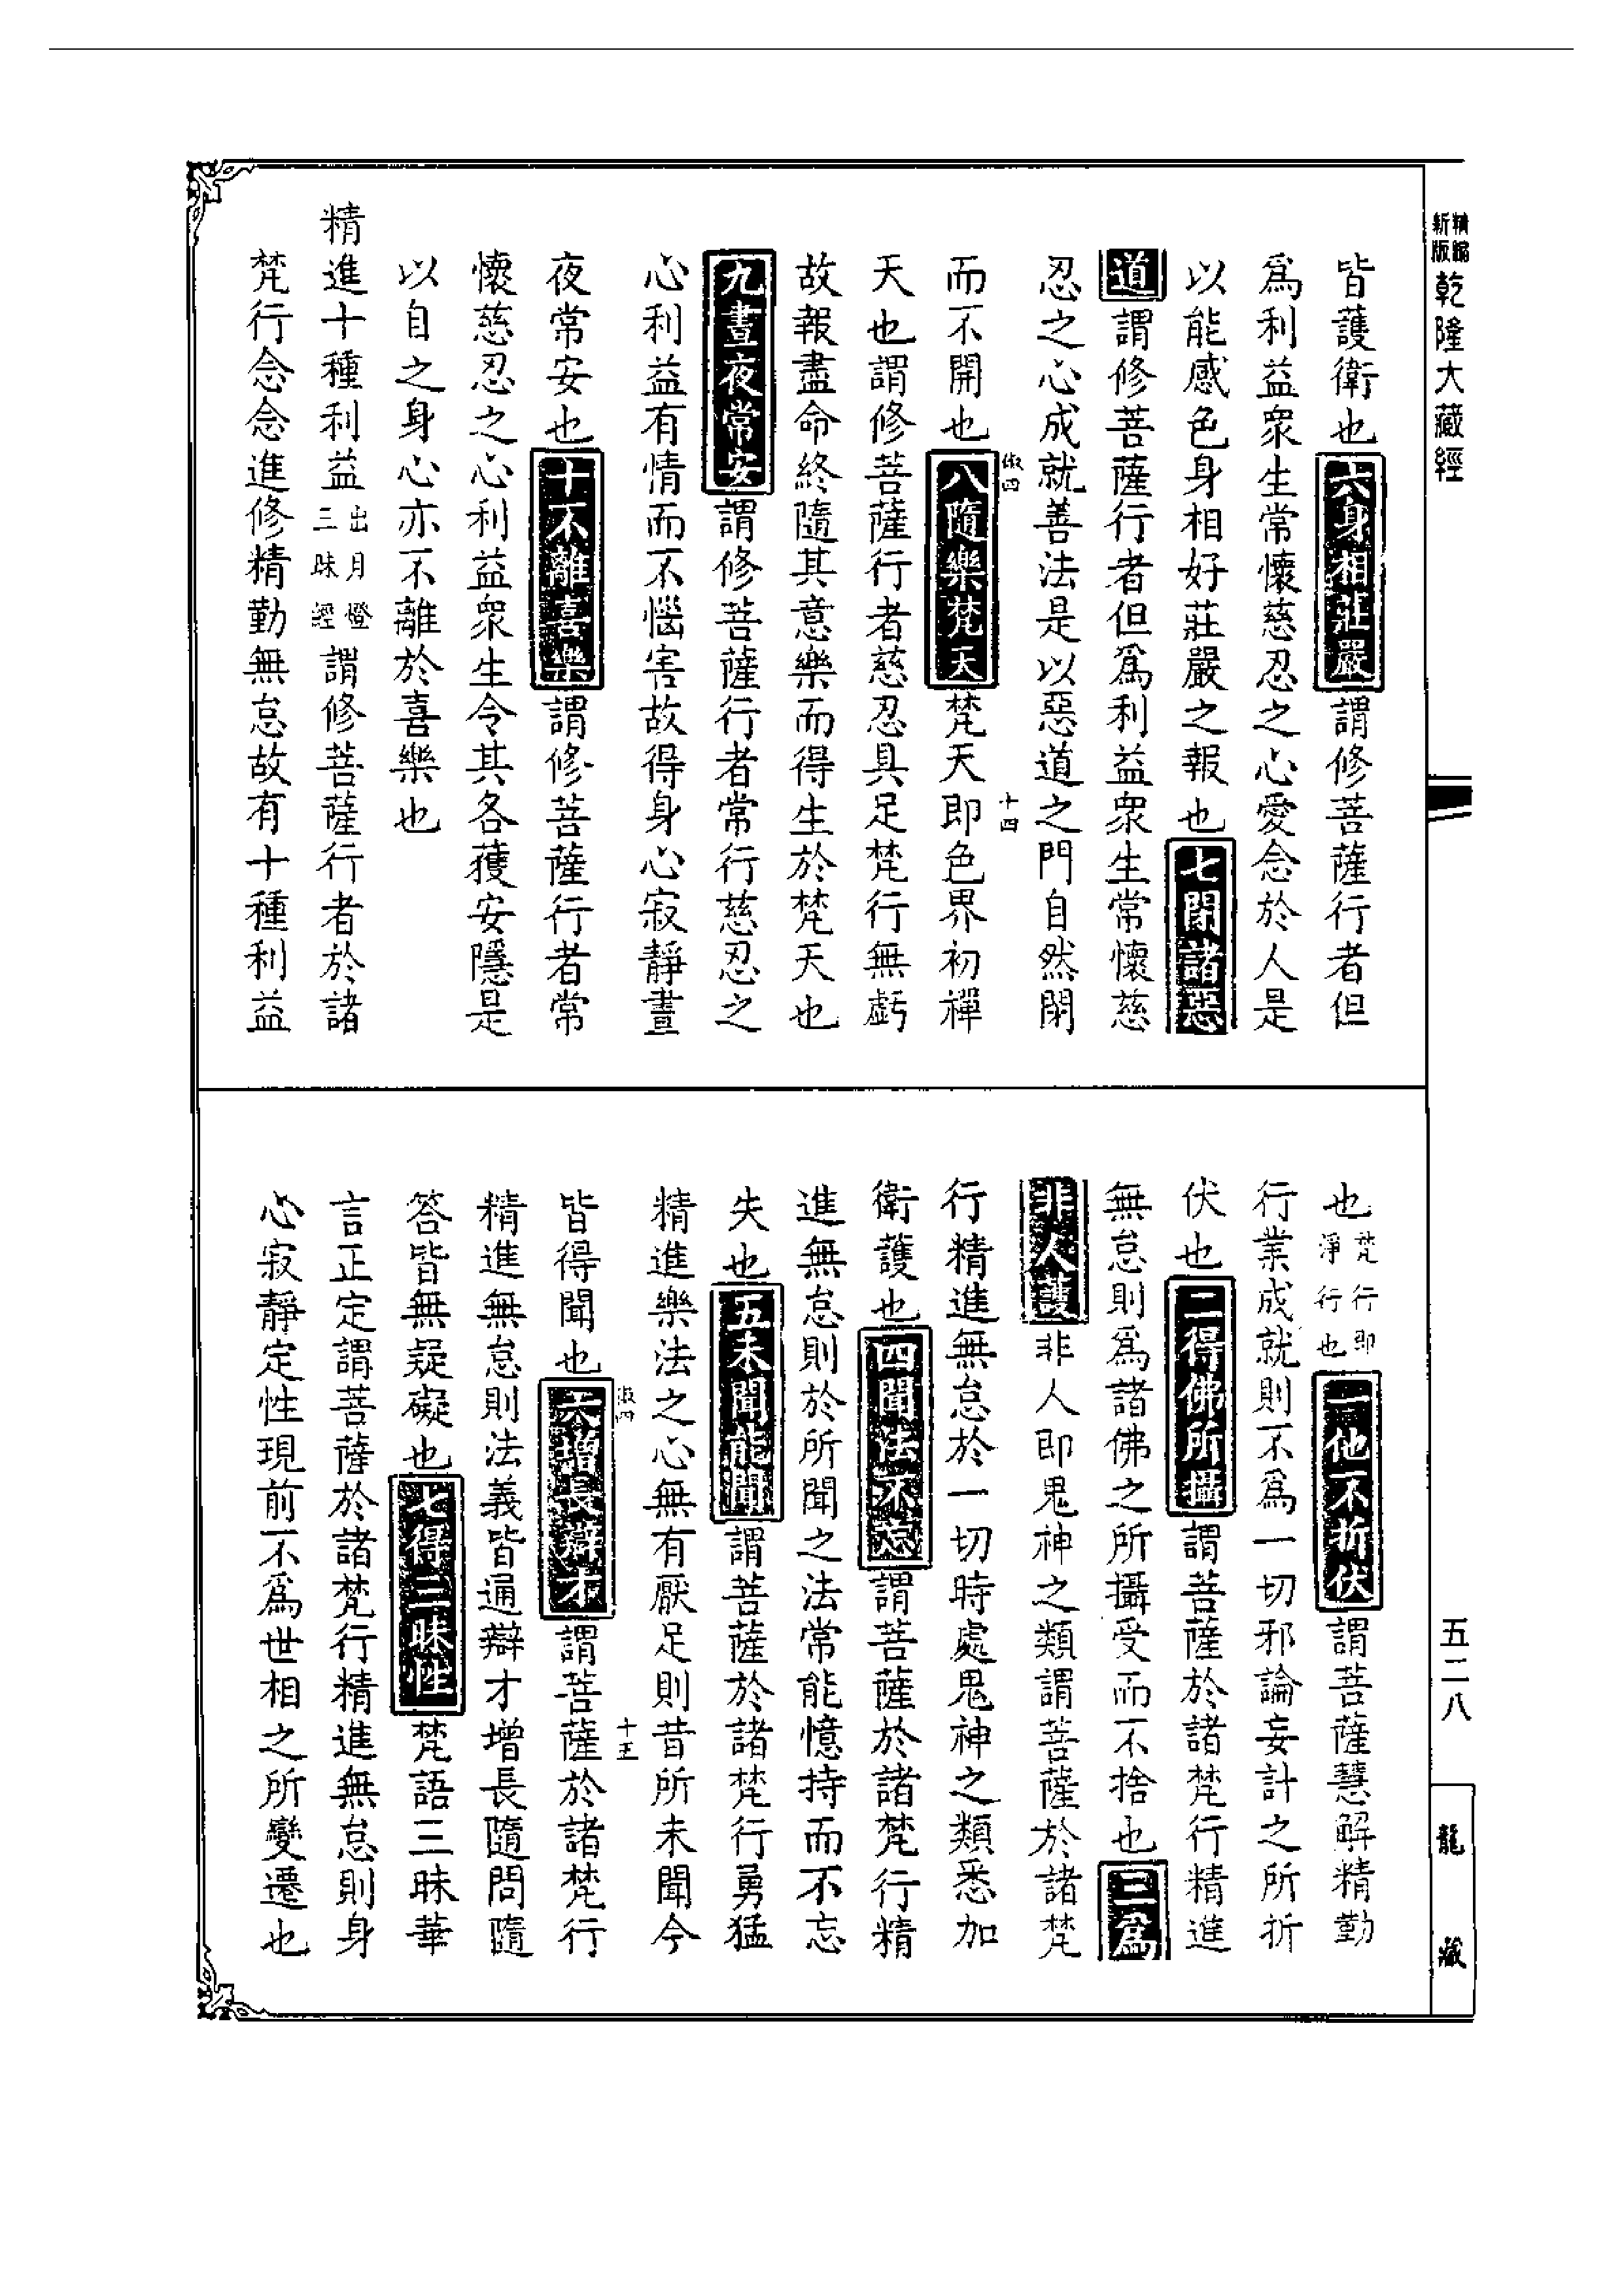 精縮
新版
乾隆大藏經
皆護衛也六身相莊嚴謂修菩薩行者但
爲利益衆生常懷慈忍之心愛念於人是
以能感色身相好莊嚴之報也七閉諸惡
道謂修菩薩行者但爲利益衆生常懷慈
忍之心成就善法是以惡道之門自然閉
而不開也八隨樂梵天梵天即色界初禪
十四
天也謂修菩薩行者慈忍具足梵行無虧
故報盡命終隨其意樂而得生於梵天也
九晝夜常安謂修菩薩行者常行慈忍之
心利益有情而不惱害故得身心寂靜晝
夜常安也十不離喜樂謂修菩薩行者常
懷慈忍之心利益衆生令其各獲安隱是
以自之身心亦不離於喜樂也
精進十種利益出月燈三昧經謂修菩薩行者於諸
梵行念念進修精勤無怠故有十種利益
也梵行即淨行也一他不折伏謂菩薩慧解精勤
行業成就則不爲一切邪論妄計之所折
伏也二得佛所攝謂菩薩於諸梵行精進
無怠則爲諸佛之所攝受而不捨也三爲
非人護非人即鬼神之類謂菩薩於諸梵
行精進無怠於一切時處鬼神之類悉加
衛護也四聞法不忘謂菩薩於諸梵行精
進無怠則於所聞之法常能憶持而不忘
失也五未聞能聞謂菩薩於諸梵行勇猛
精進樂法之心無有厭足則昔所未聞今
皆得聞也六增長辯才謂菩薩於諸梵行
十五
精進無怠則法義皆通辯才增長隨問隨
答皆無疑礙也七得三昧性梵語三昧華
言正定謂菩薩於諸梵行精進無怠則身
心寂靜定性現前不爲世相之所變遷也
五二八
龍藏